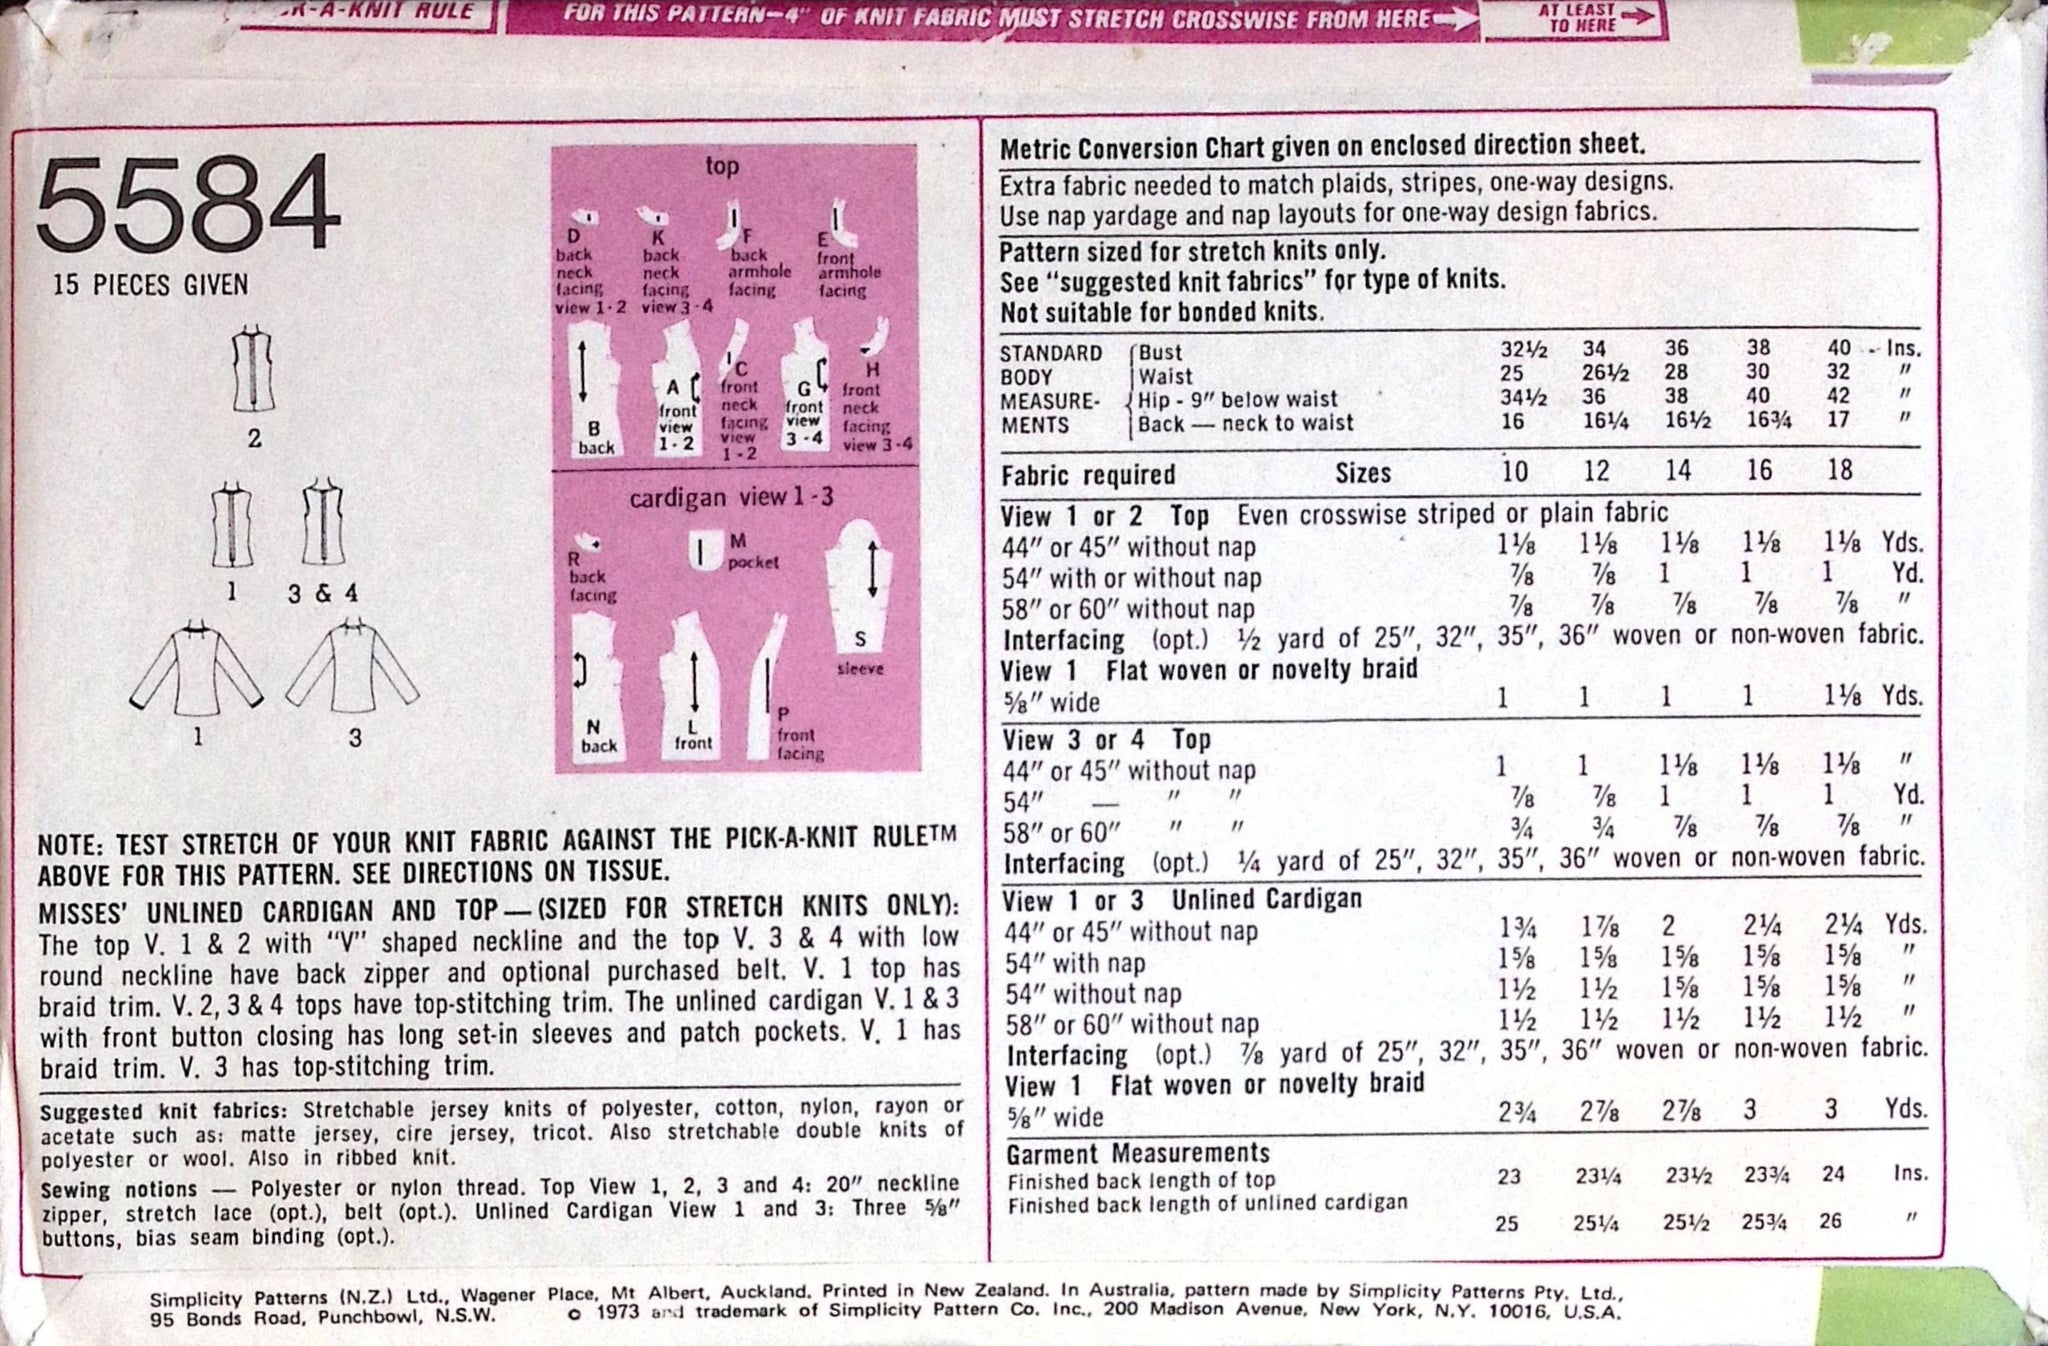 K-A-KNIT RULE
FOR THIS PATTERN—4" OF KNIT FABRIC MUST STRETCH CROSSWISE FROM HERE
AT LEAST
TO HERE
5584
15 PIECES GIVEN
2
1
3 & 4
1
3
top
D
back
neck
facing
view 1-2
K
back
neck
facing
view 3-4
F
back
armhole
facing
E
front
armhole
facing
B
back
A
front
view
1-2
C
front
neck
facing
view
1-2
G
front
view
3-4
H
front
neck
facing
view 3-4
cardigan view 1-3
R
back
facing
M
pocket
S
sleeve
N
back
L
front
P
front
facing
NOTE: TEST STRETCH OF YOUR KNIT FABRIC AGAINST THE PICK-A-KNIT RULE™
ABOVE FOR THIS PATTERN. SEE DIRECTIONS ON TISSUE.
MISSES' UNLINED CARDIGAN AND TOP—(SIZED FOR STRETCH KNITS ONLY):
The top V. 1 & 2 with "V" shaped neckline and the top V. 3 & 4 with low
round neckline have back zipper and optional purchased belt. V. 1 top has
braid trim. V. 2, 3 & 4 tops have top-stitching trim. The unlined cardigan V. 1 & 3
with front button closing has long set-in sleeves and patch pockets. V. 1 has
braid trim. V. 3 has top-stitching trim.
Suggested knit fabrics: Stretchable jersey knits of polyester, cotton, nylon, rayon or
acetate such as: matte jersey, cire jersey, tricot. Also stretchable double knits of
polyester or wool. Also in ribbed knit.
Sewing notions — Polyester or nylon thread. Top View 1, 2, 3 and 4: 20" neckline
zipper, stretch lace (opt.), belt (opt.). Unlined Cardigan View 1 and 3: Three ⅝"
buttons, bias seam binding (opt.).
Metric Conversion Chart given on enclosed direction sheet.
Extra fabric needed to match plaids, stripes, one-way designs.
Use nap yardage and nap layouts for one-way design fabrics.
Pattern sized for stretch knits only.
See "suggested knit fabrics" for type of knits.
Not suitable for bonded knits.
STANDARD Bust 32½ 34 36 38 40 - Ins.
BODY Waist 25 26½ 28 30 32 "
MEASURE- Hip - 9" below waist 34½ 36 38 40 42 "
MENTS Back — neck to waist 16 16¼ 16½ 16¾ 17 "
Fabric required Sizes 10 12 14 16 18
View 1 or 2 Top Even crosswise striped or plain fabric
44" or 45" without nap 1⅛ 1⅛ 1⅛ 1⅛ 1⅛ Yds.
54" with or without nap ⅞ ⅞ 1 1 1 Yd.
58" or 60" without nap ⅞ ⅞ ⅞ ⅞ ⅞ "
Interfacing (opt.) ½ yard of 25", 32", 35", 36" woven or non-woven fabric.
View 1 Flat woven or novelty braid
⅝" wide 1 1 1 1 1⅛ Yds.
View 3 or 4 Top
44" or 45" without nap 1 1 1⅛ 1⅛ 1⅛ "
54" — " " ⅞ ⅞ 1 1 1 Yd.
58" or 60" " " ¾ ¾ ⅞ ⅞ ⅞ "
Interfacing (opt.) ¼ yard of 25", 32", 35", 36" woven or non-woven fabric.
View 1 or 3 Unlined Cardigan
44" or 45" without nap 1¾ 1⅞ 2 2¼ 2¼ Yds.
54" with nap 1⅝ 1⅝ 1⅝ 1⅝ 1⅝ "
54" without nap 1½ 1½ 1⅝ 1⅝ 1⅝ "
58" or 60" without nap 1½ 1½ 1½ 1½ 1½ "
Interfacing (opt.) ⅞ yard of 25", 32", 35", 36" woven or non-woven fabric.
View 1 Flat woven or novelty braid
⅝" wide 2¾ 2⅞ 2⅞ 3 3 Yds.
Garment Measurements
Finished back length of top 23 23¼ 23½ 23¾ 24 Ins.
Finished back length of unlined cardigan
25 25¼ 25½ 25¾ 26 "
Simplicity Patterns (N.Z.) Ltd., Wagener Place, Mt Albert, Auckland. Printed in New Zealand. In Australia, pattern made by Simplicity Patterns Pty. Ltd.,
95 Bonds Road, Punchbowl, N.S.W. © 1973 and trademark of Simplicity Pattern Co. Inc., 200 Madison Avenue, New York, N.Y. 10016, U.S.A.